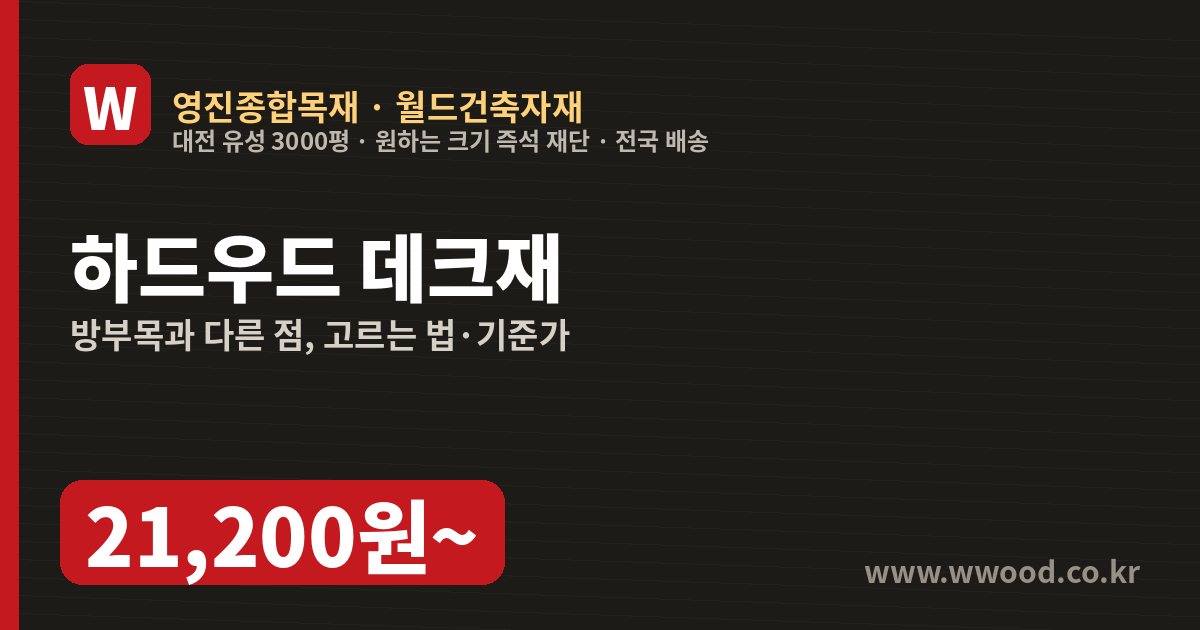 W
영진종합목재 · 월드건축자재
대전 유성 3000평 · 원하는 크기 즉석 재단 · 전국 배송
하드우드 데크재
방부목과 다른 점, 고르는 법·기준가
21,200원~
www.wwood.co.kr